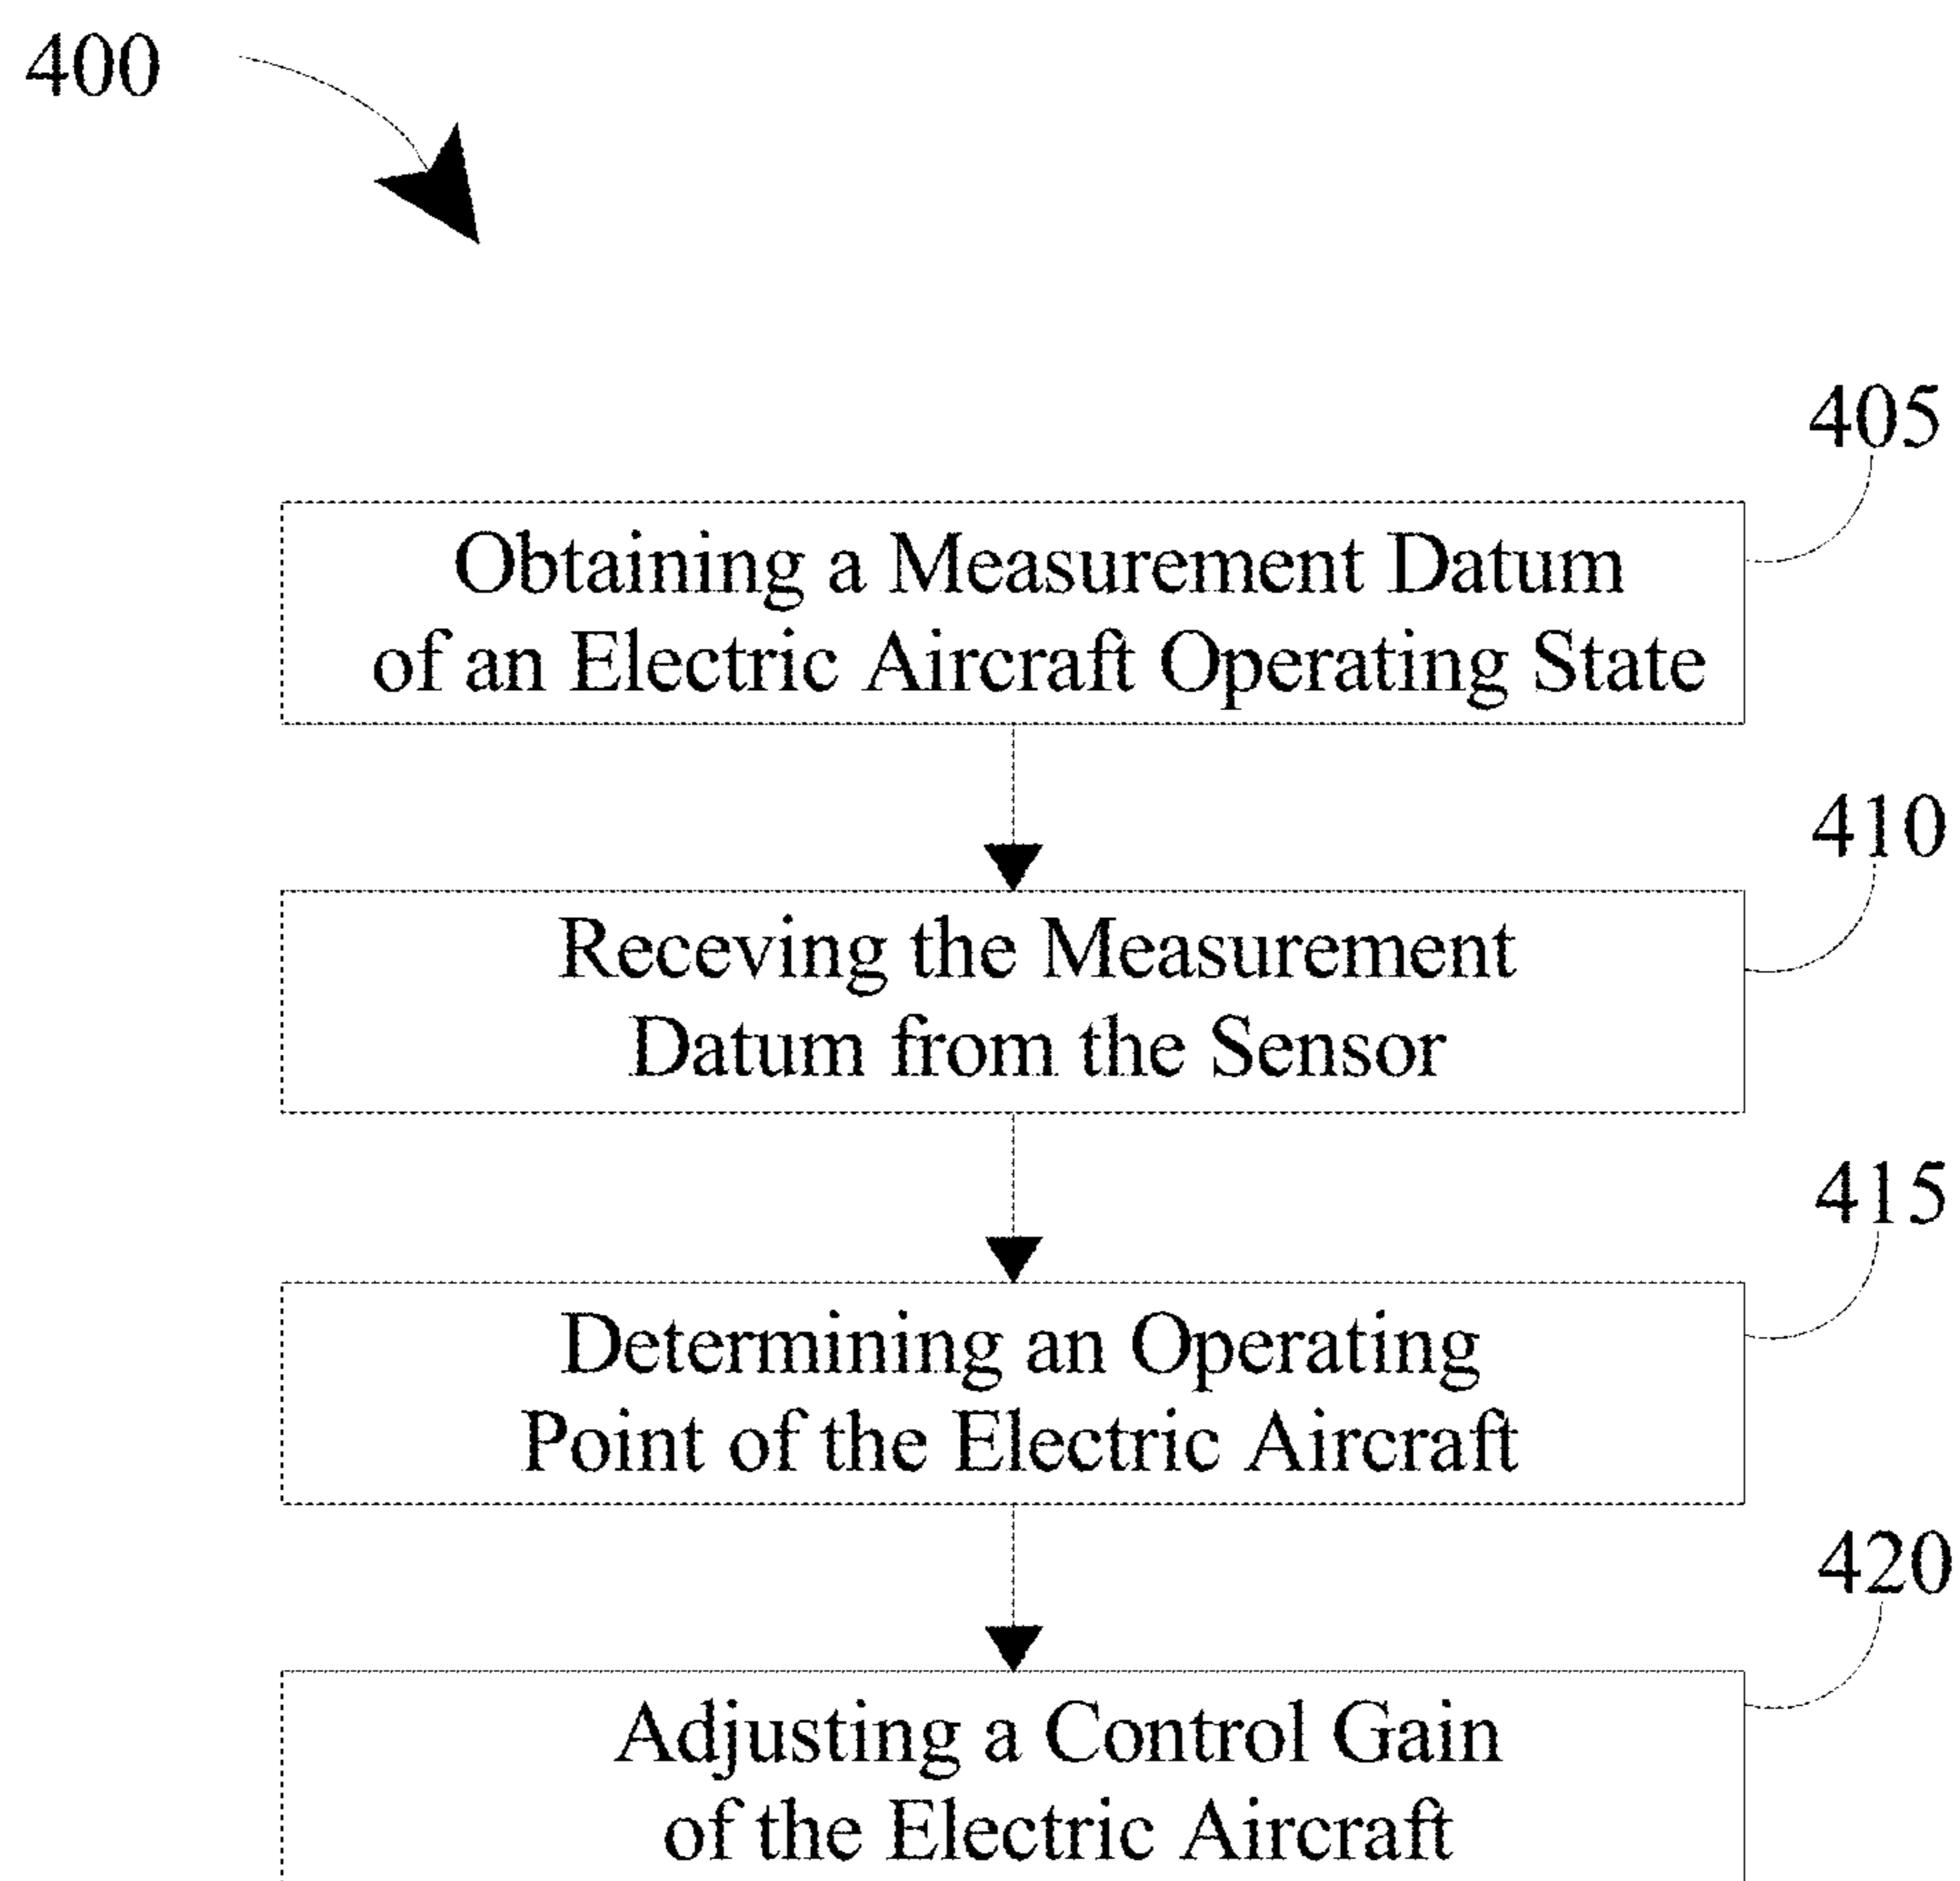 400
405
Obtaining a Measurement Datum
of an Electric Aircraft Operating State
410
Receving the Measurement
Datum from the Sensor
415
Determining an Operating
Point of the Electric Aircraft
420
Adjusting a Control Gain
of the Electric Aircraft